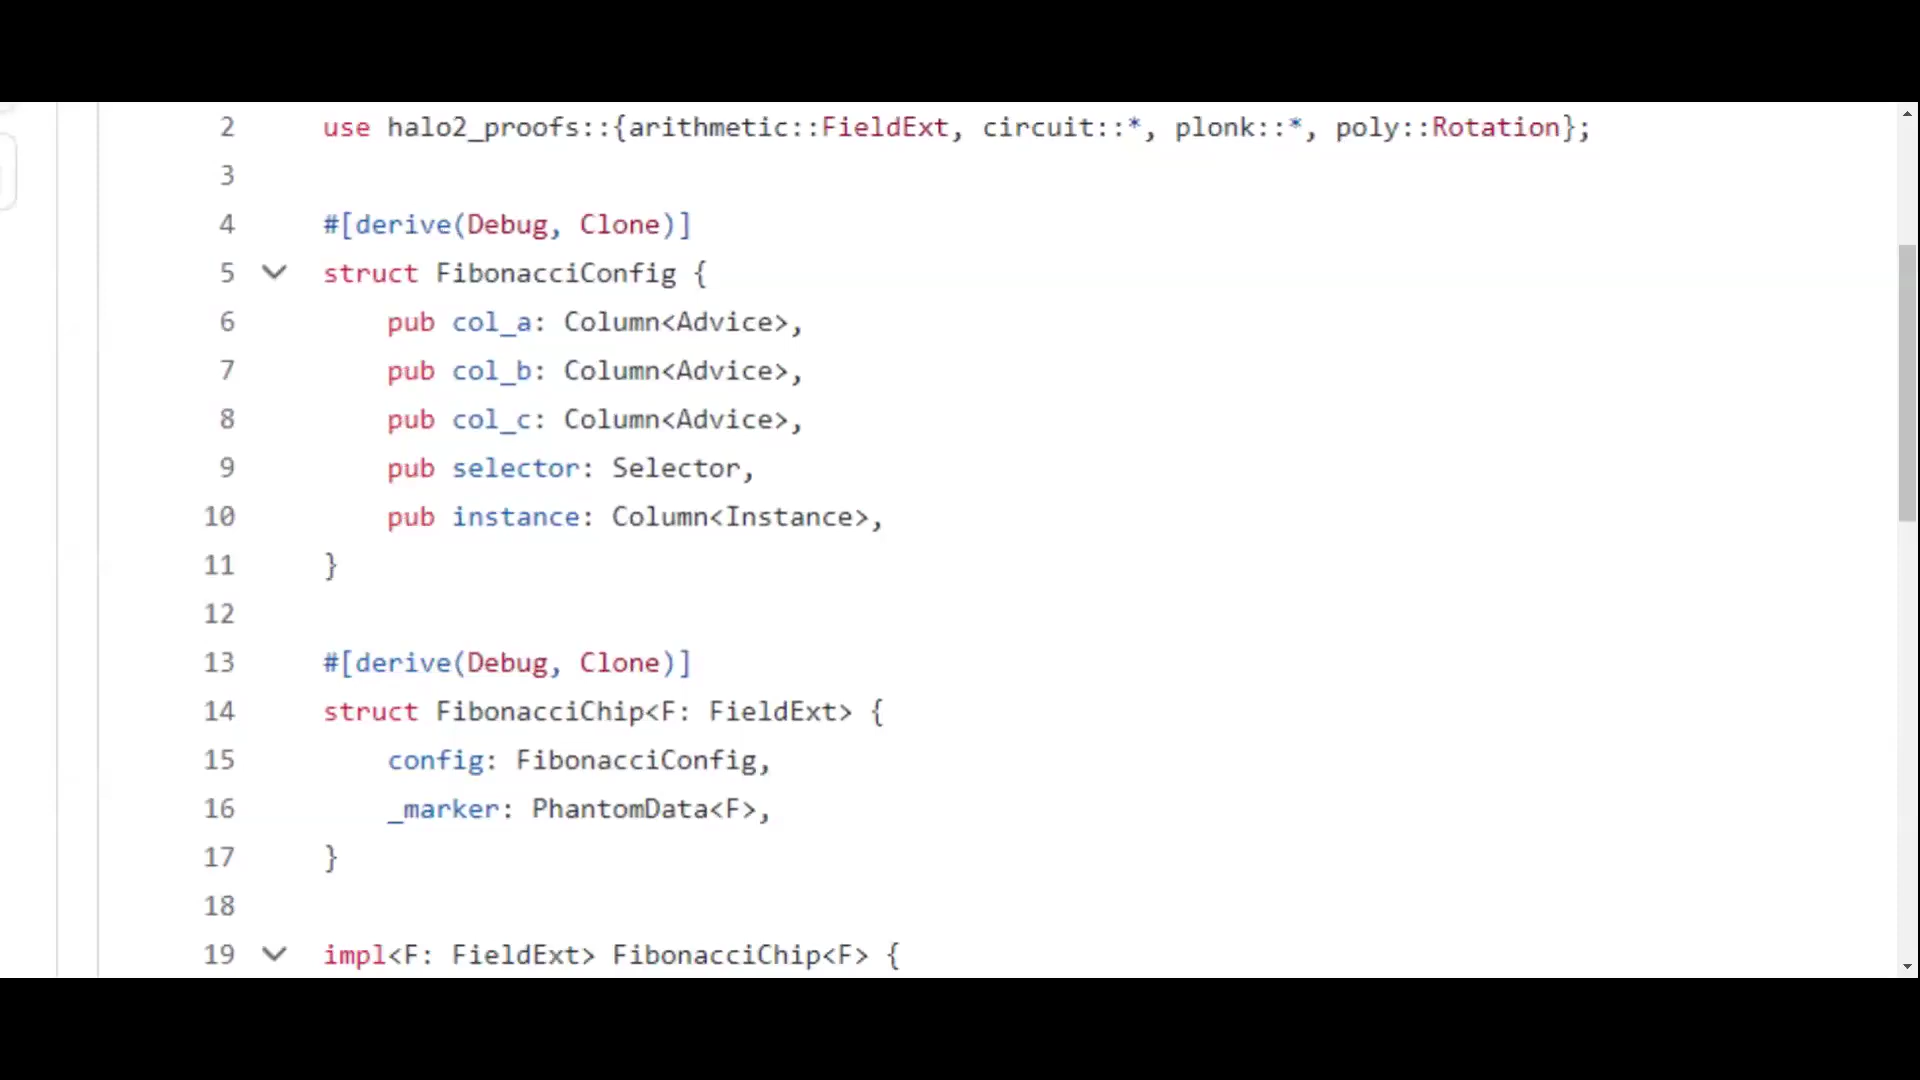 2 use halo2_proofs::{arithmetic::FieldExt, circuit::*, plonk::*, poly::Rotation};
3
4 #[derive(Debug, Clone)]
5 struct FibonacciConfig {
6 pub col_a: Column<Advice>,
7 pub col_b: Column<Advice>,
8 pub col_c: Column<Advice>,
9 pub selector: Selector,
10 pub instance: Column<Instance>,
11 }
12
13 #[derive(Debug, Clone)]
14 struct FibonacciChip<F: FieldExt> {
15 config: FibonacciConfig,
16 _marker: PhantomData<F>,
17 }
18
19 impl<F: FieldExt> FibonacciChip<F> {